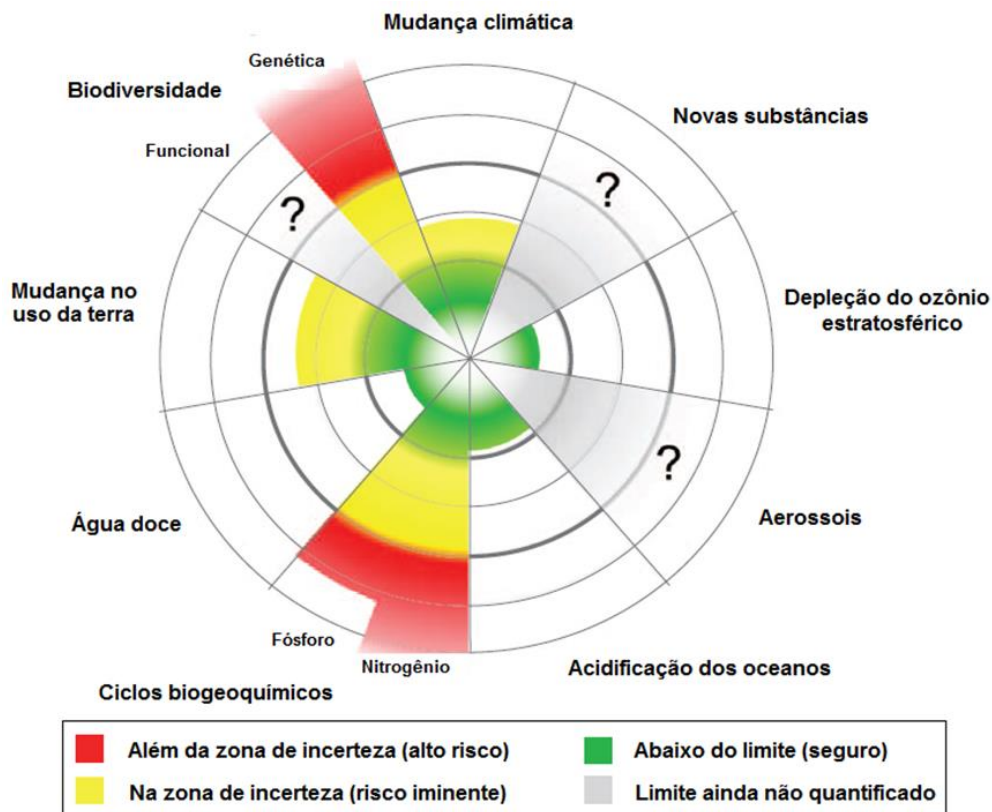 Mudança climática
Genética
Biodiversidade
Novas substâncias
Funcional
?
?
Mudança no
uso da terra
Depleção do ozônio
estratosférico
?
Água doce
Aerossois
Fósforo
Nitrogênio
Acidificação dos oceanos
Ciclos biogeoquímicos
Além da zona de incerteza (alto risco)
Abaixo do limite (seguro)
Na zona de incerteza (risco iminente)
Limite ainda não quantificado